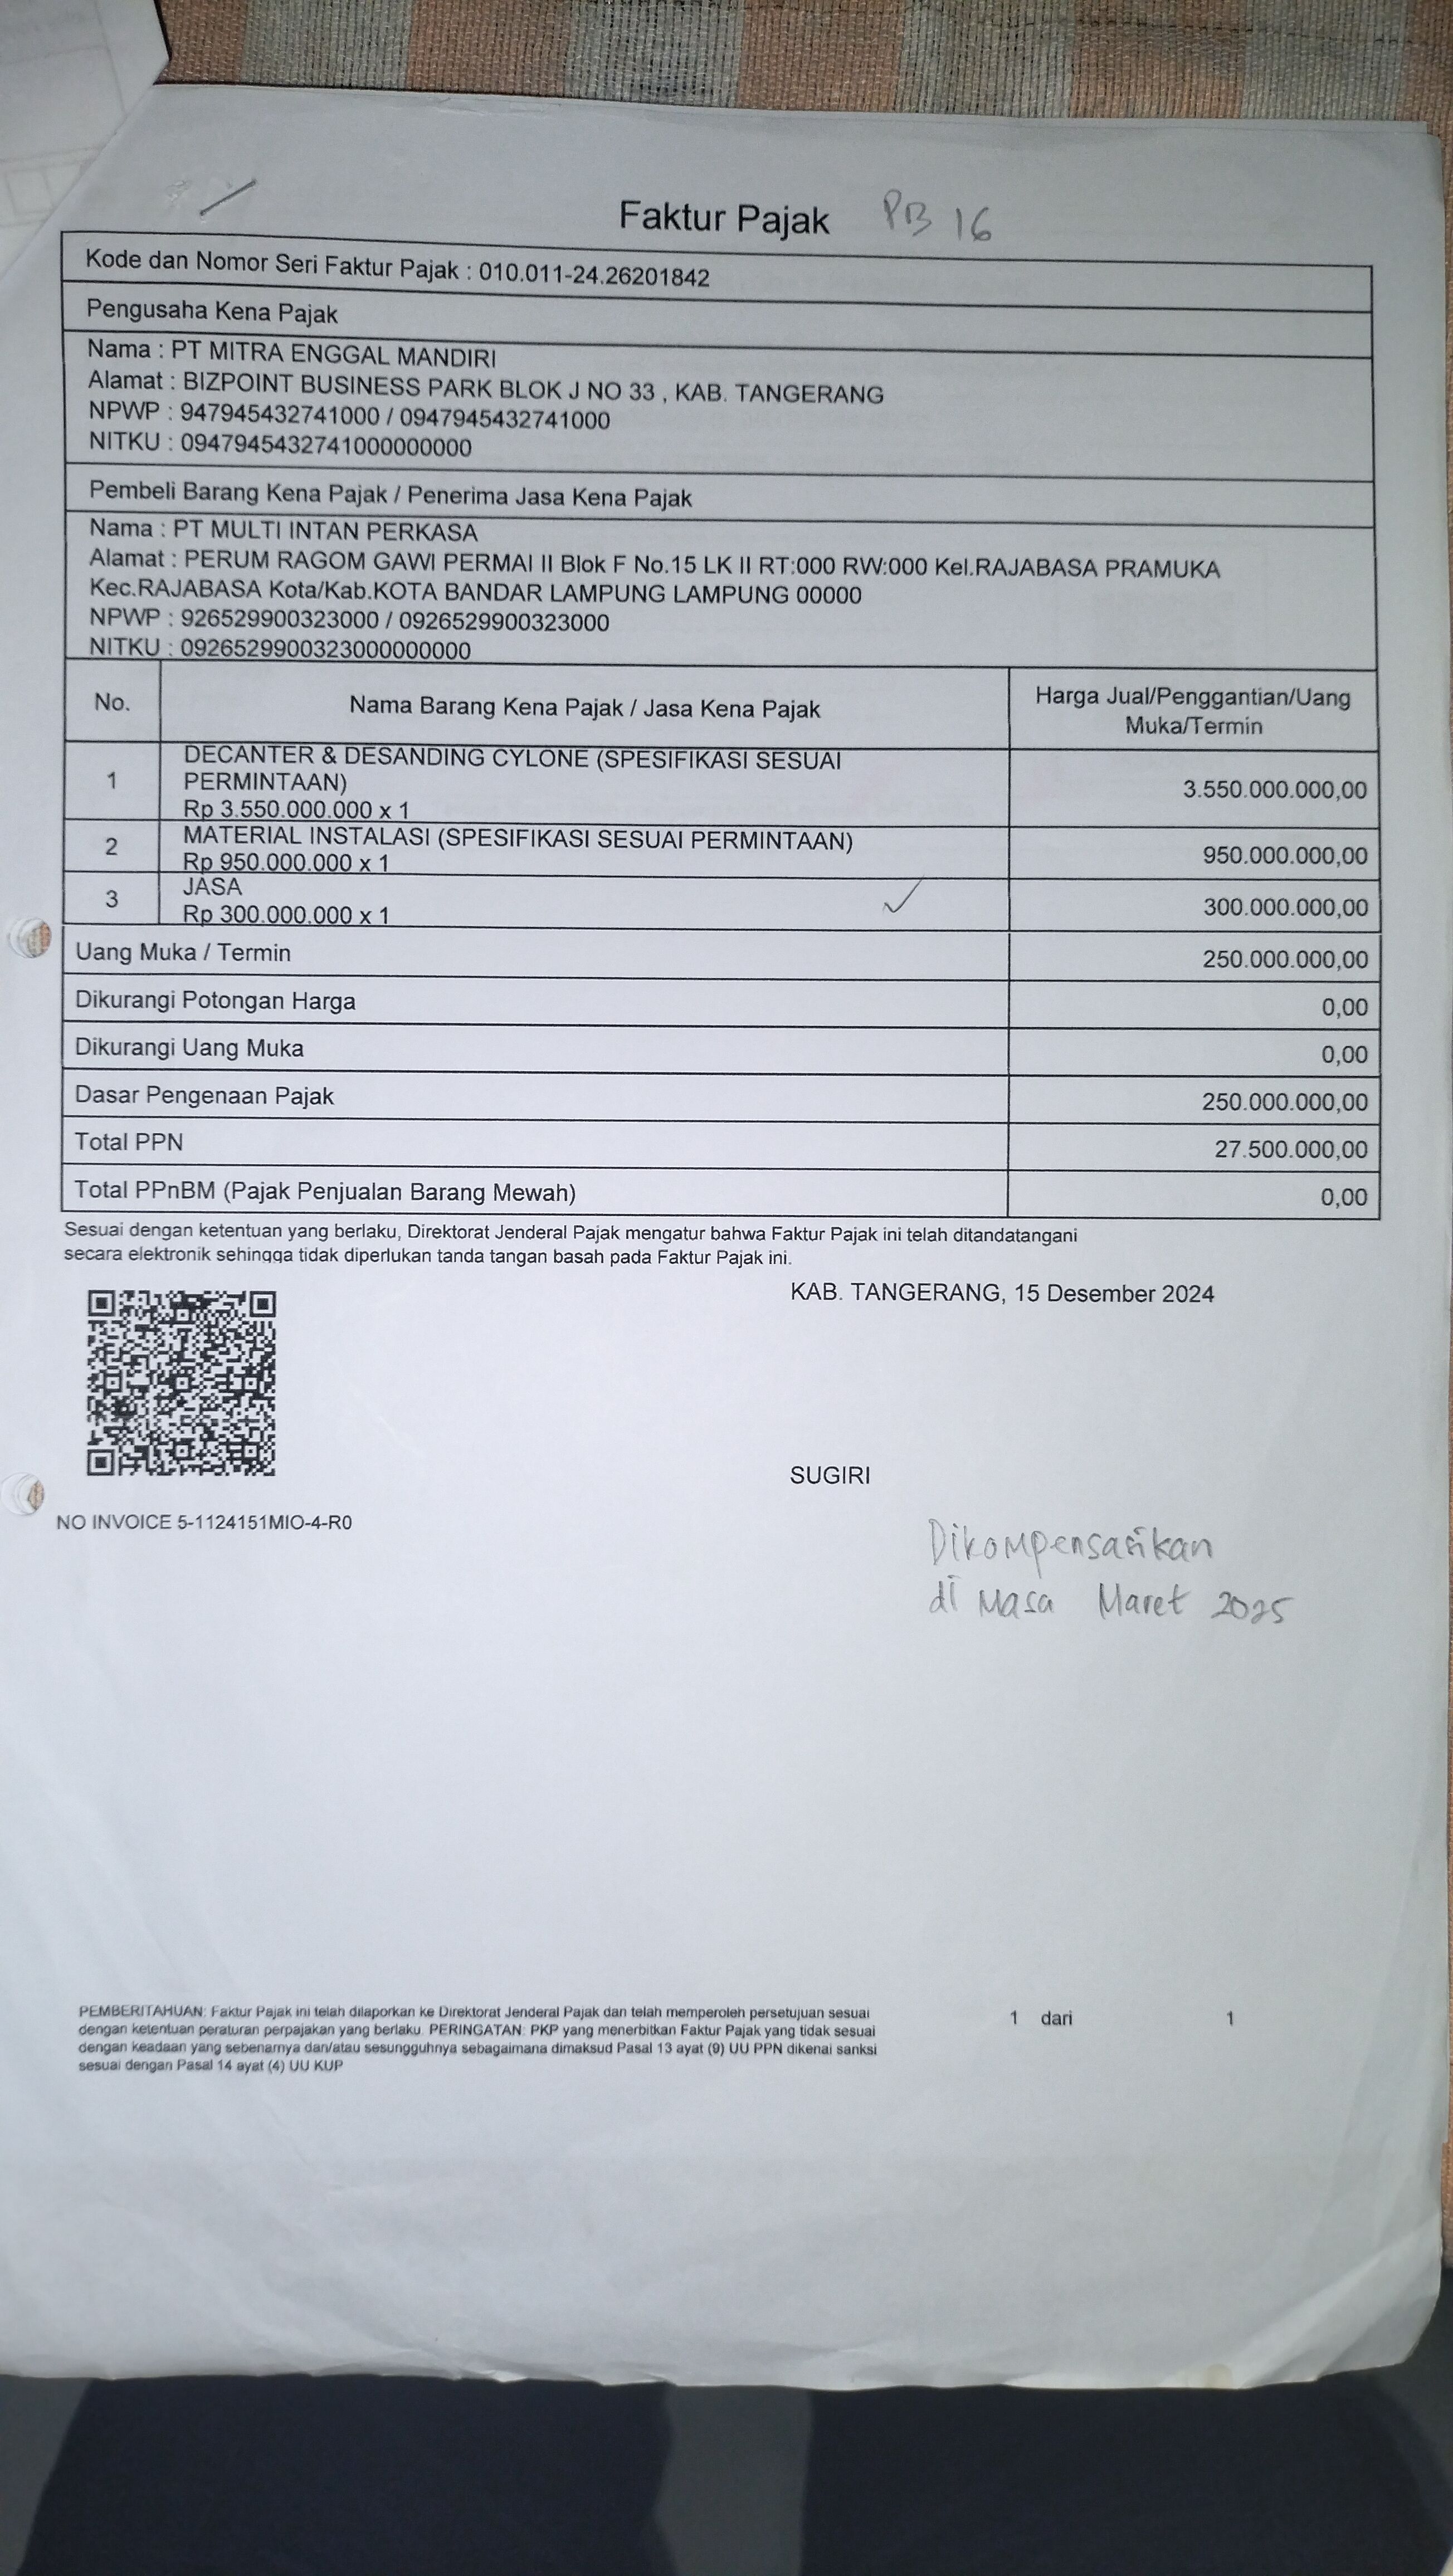 Faktur Pajak PB 16
Kode dan Nomor Seri Faktur Pajak : 010.011-24.26201842
Pengusaha Kena Pajak
Nama : PT MITRA ENGGAL MANDIRI
Alamat : BIZPOINT BUSINESS PARK BLOK J NO 33 , KAB. TANGERANG
NPWP : 947945432741000 / 0947945432741000
NITKU : 0947945432741000000000
Pembeli Barang Kena Pajak / Penerima Jasa Kena Pajak
Nama : PT MULTI INTAN PERKASA
Alamat : PERUM RAGOM GAWI PERMAI II Blok F No.15 LK II RT:000 RW:000 Kel.RAJABASA PRAMUKA
Kec.RAJABASA Kota/Kab.KOTA BANDAR LAMPUNG LAMPUNG 00000
NPWP : 926529900323000 / 0926529900323000
NITKU : 0926529900323000000000
No. Nama Barang Kena Pajak / Jasa Kena Pajak Harga Jual/Penggantian/Uang
Muka/Termin
DECANTER & DESANDING CYLONE (SPESIFIKASI SESUAI
1 PERMINTAAN) 3.550.000.000,00
Rp 3.550.000.000 x 1
2 MATERIAL INSTALASI (SPESIFIKASI SESUAI PERMINTAAN) 950.000.000,00
Rp 950.000.000 x 1
3 JASA 300.000.000,00
Rp 300.000.000 x 1
Uang Muka / Termin 250.000.000,00
Dikurangi Potongan Harga 0,00
Dikurangi Uang Muka 0,00
Dasar Pengenaan Pajak 250.000.000,00
Total PPN 27.500.000,00
Total PPnBM (Pajak Penjualan Barang Mewah) 0,00
Sesuai dengan ketentuan yang berlaku, Direktorat Jenderal Pajak mengatur bahwa Faktur Pajak ini telah ditandatangani
secara elektronik sehingga tidak diperlukan tanda tangan basah pada Faktur Pajak ini.
KAB. TANGERANG, 15 Desember 2024
SUGIRI
NO INVOICE 5-1124151MIO-4-R0
Dikompensasikan
di Masa Maret 2025
PEMBERITAHUAN: Faktur Pajak ini telah dilaporkan ke Direktorat Jenderal Pajak dan telah memperoleh persetujuan sesuai 1 dari 1
dengan ketentuan peraturan perpajakan yang berlaku. PERINGATAN: PKP yang menerbitkan Faktur Pajak yang tidak sesuai
dengan keadaan yang sebenarnya dan/atau sesungguhnya sebagaimana dimaksud Pasal 13 ayat (9) UU PPN dikenai sanksi
sesuai dengan Pasal 14 ayat (4) UU KUP